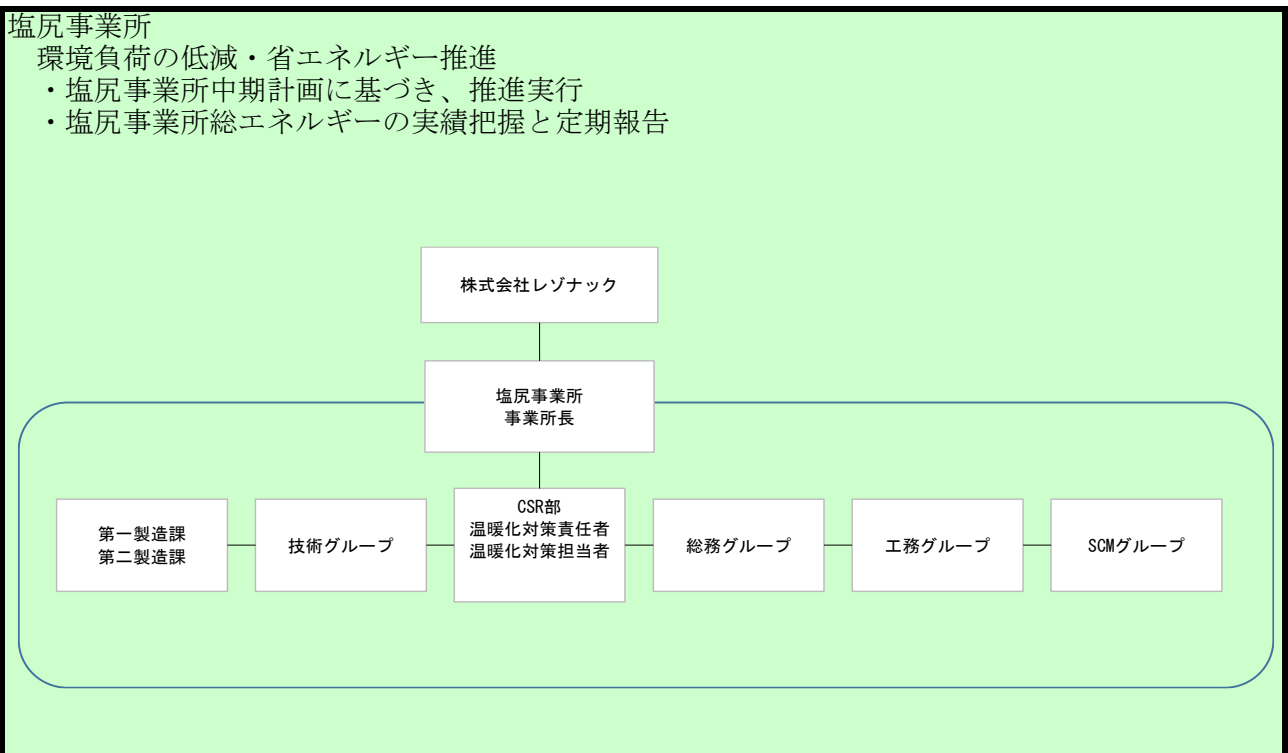 塩尻事業所
環境負荷の低減・省エネルギー推進
・塩尻事業所中期計画に基づき、推進実行
・塩尻事業所総エネルギーの実績把握と定期報告
株式会社レゾナック
塩尻事業所
事業所長
第一製造課
第二製造課
技術グループ
CSR部
温暖化対策責任者
温暖化対策担当者
総務グループ
工務グループ
SCMグループ